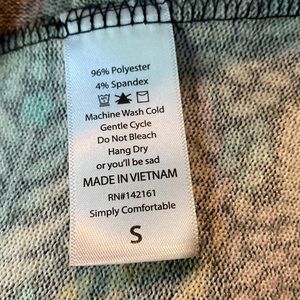 96% Polyester
4% Spandex
Machine Wash Cold
Gentle Cycle
Do Not Bleach
Hang Dry
or you'll be sad
MADE IN VIETNAM
RN#142161
Simply Comfortable
S